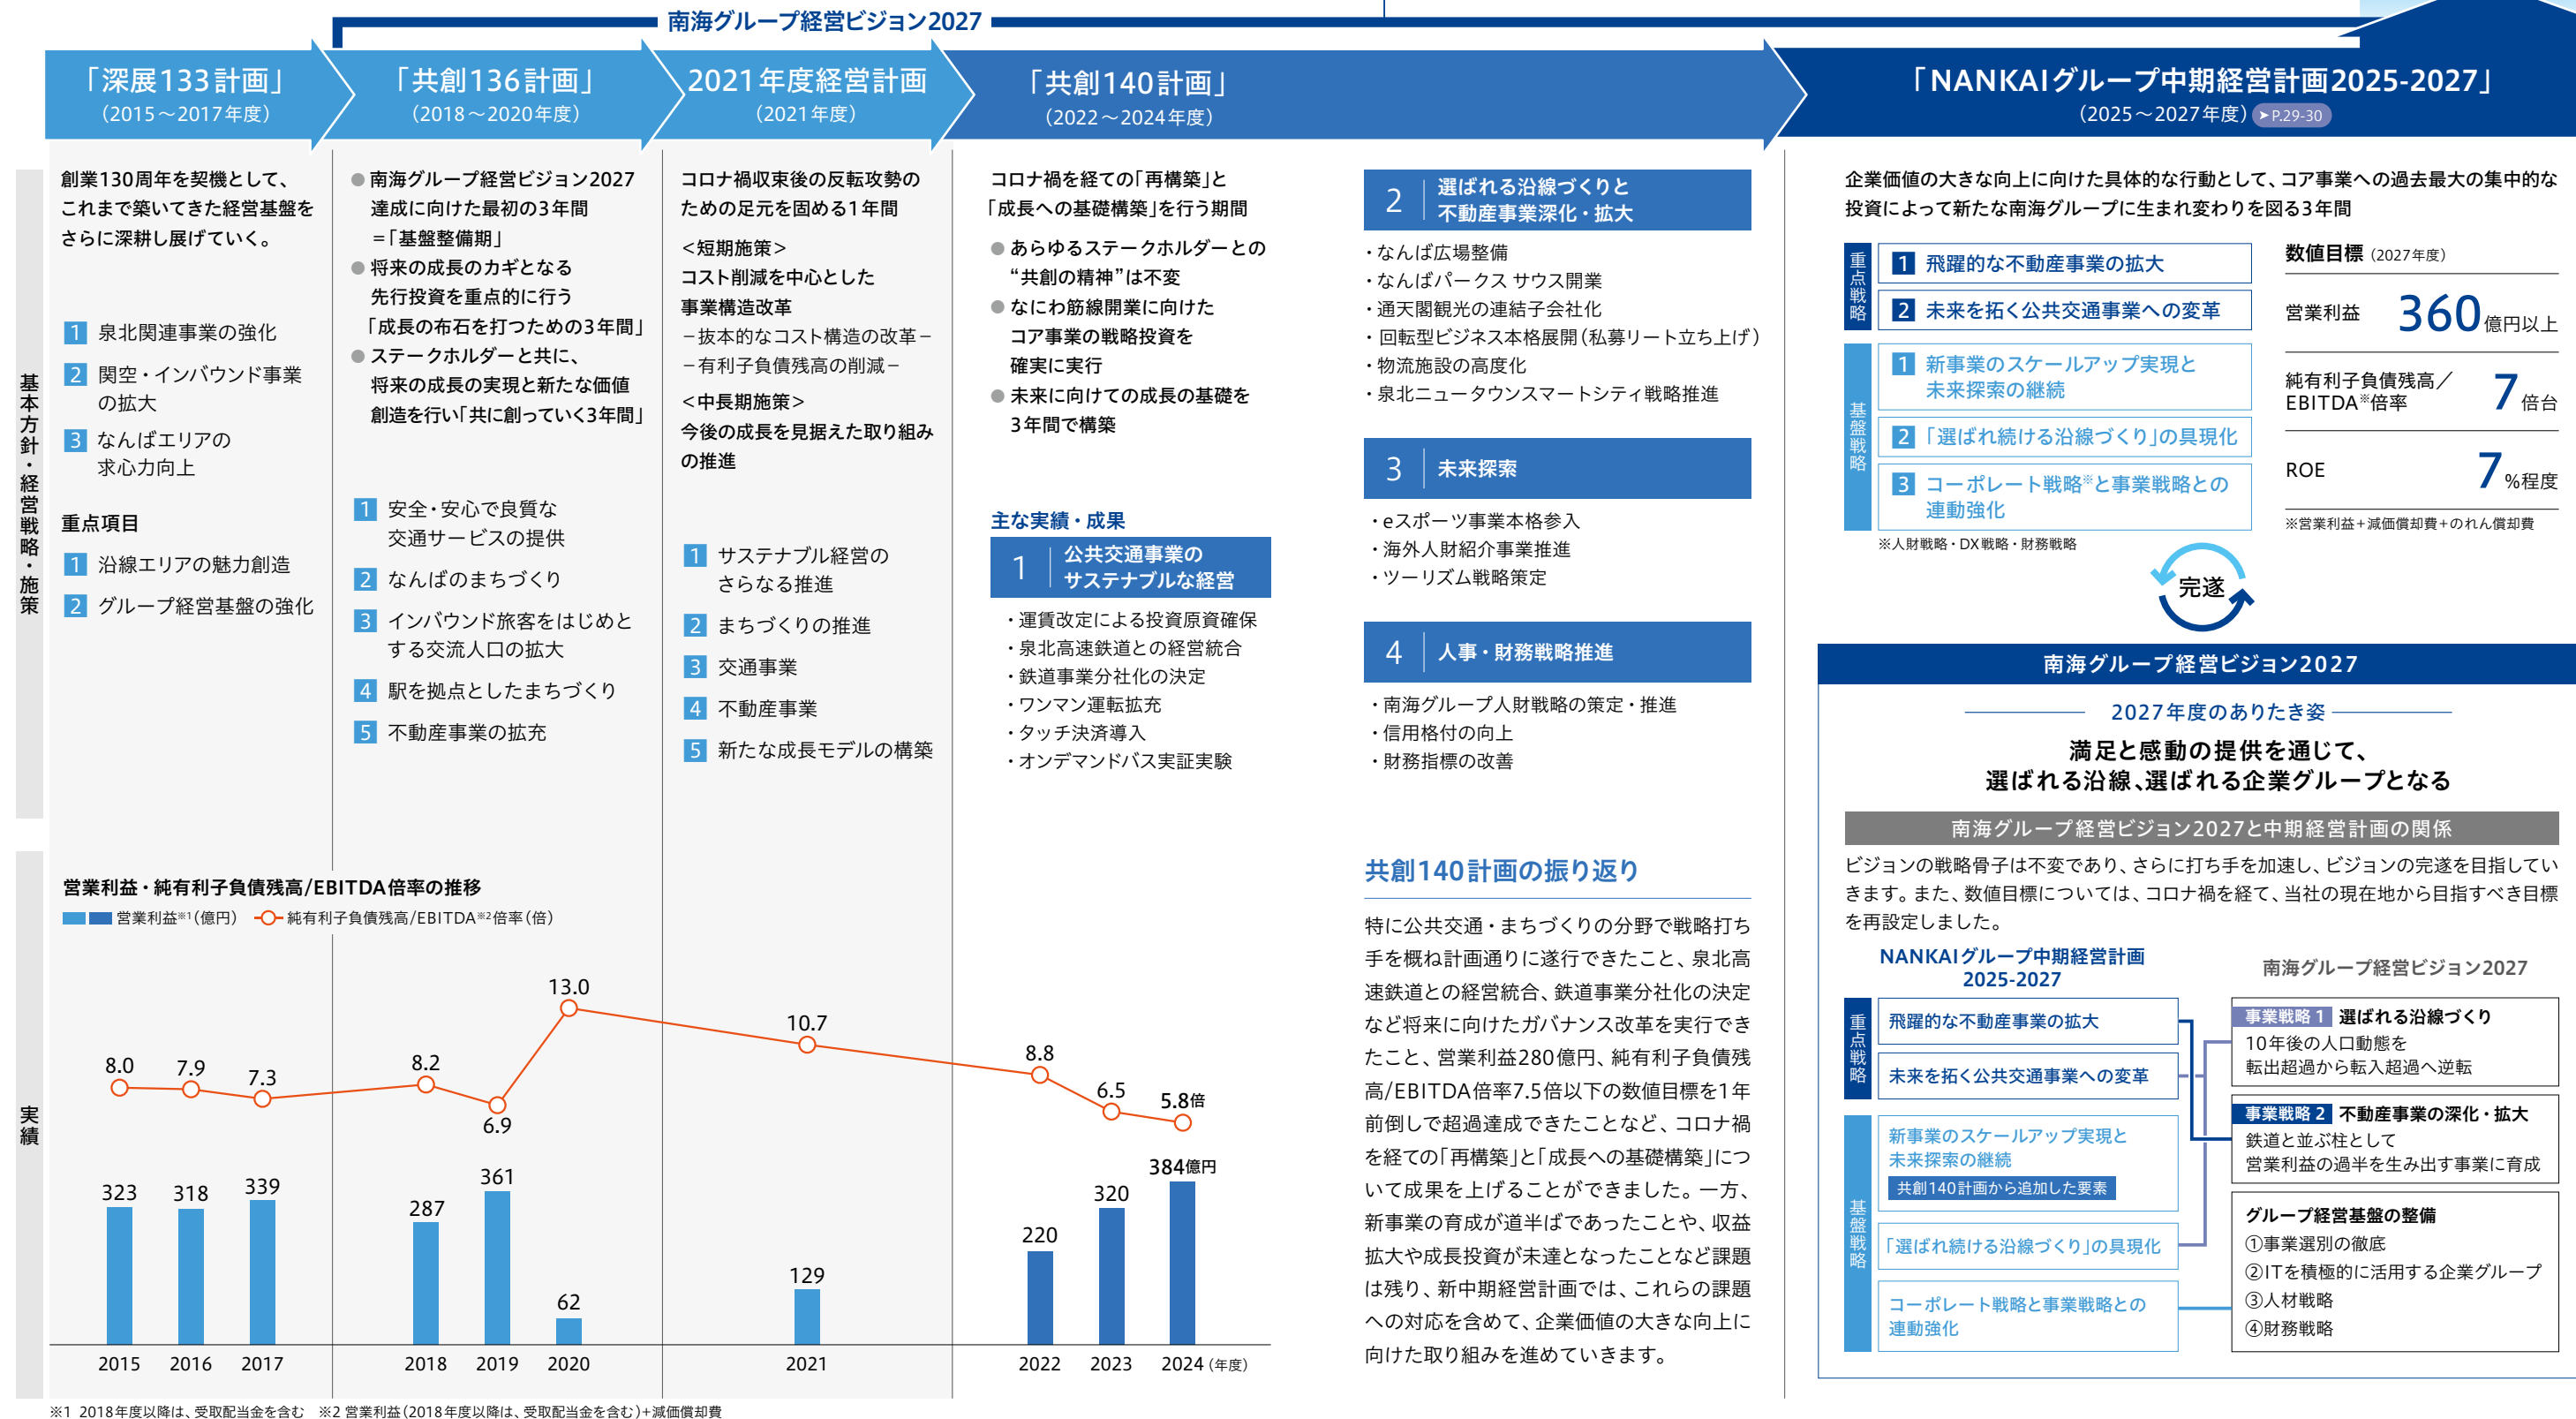 南海グループ経営ビジョン2027
「深展133計画」
（2015～2017年度）
「共創136計画」
（2018～2020年度）
2021年度経営計画
（2021年度）
「共創140計画」
（2022～2024年度）
「NANKAIグループ中期経営計画2025-2027」
（2025～2027年度） ➤P.29-30
基本方針・経営戦略・施策
創業130周年を契機として、
これまで築いてきた経営基盤を
さらに深耕し展げていく。
1 泉北関連事業の強化
2 関空・インバウンド事業
の拡大
3 なんばエリアの
求心力向上
重点項目
1 沿線エリアの魅力創造
2 グループ経営基盤の強化
●南海グループ経営ビジョン2027
達成に向けた最初の3年間
＝「基盤整備期」
●将来の成長のカギとなる
先行投資を重点的に行う
「成長の布石を打つための3年間」
●ステークホルダーと共に、
将来の成長の実現と新たな価値
創造を行い「共に創っていく3年間」
1 安全・安心で良質な
交通サービスの提供
2 なんばのまちづくり
3 インバウンド旅客をはじめと
する交流人口の拡大
4 駅を拠点としたまちづくり
5 不動産事業の拡充
コロナ禍収束後の反転攻勢の
ための足元を固める1年間
＜短期施策＞
コスト削減を中心とした
事業構造改革
－抜本的なコスト構造の改革－
－有利子負債残高の削減－
＜中長期施策＞
今後の成長を見据えた取り組み
の推進
1 サステナブル経営の
さらなる推進
2 まちづくりの推進
3 交通事業
4 不動産事業
5 新たな成長モデルの構築
コロナ禍を経ての「再構築」と
「成長への基礎構築」を行う期間
●あらゆるステークホルダーとの
“共創の精神”は不変
●なにわ筋線開業に向けた
コア事業の戦略投資を
確実に実行
●未来に向けての成長の基礎を
3年間で構築
主な実績・成果
1 公共交通事業の
サステナブルな経営
・運賃改定による投資原資確保
・泉北高速鉄道との経営統合
・鉄道事業分社化の決定
・ワンマン運転拡充
・タッチ決済導入
・オンデマンドバス実証実験
2 選ばれる沿線づくりと
不動産事業深化・拡大
・なんば広場整備
・なんばパークス サウス開業
・通天閣観光の連結子会社化
・回転型ビジネス本格展開（私募リート立ち上げ）
・物流施設の高度化
・泉北ニュータウンスマートシティ戦略推進
3 未来探索
・eスポーツ事業本格参入
・海外人財紹介事業推進
・ツーリズム戦略策定
4 人事・財務戦略推進
・南海グループ人財戦略の策定・推進
・信用格付の向上
・財務指標の改善
企業価値の大きな向上に向けた具体的な行動として、コア事業への過去最大の集中的な
投資によって新たな南海グループに生まれ変わりを図る3年間
重点戦略
1 飛躍的な不動産事業の拡大
2 未来を拓く公共交通事業への変革
基盤戦略
1 新事業のスケールアップ実現と
未来探索の継続
2 「選ばれ続ける沿線づくり」の具現化
3 コーポレート戦略※と事業戦略との
連動強化
※人財戦略・DX戦略・財務戦略
数値目標（2027年度）
営業利益 360億円以上
純有利子負債残高／
EBITDA※倍率 7倍台
ROE 7%程度
※営業利益＋減価償却費＋のれん償却費
完遂
南海グループ経営ビジョン2027
2027年度のありたき姿
満足と感動の提供を通じて、
選ばれる沿線、選ばれる企業グループとなる
南海グループ経営ビジョン2027と中期経営計画の関係
ビジョンの戦略骨子は不変であり、さらに打ち手を加速し、ビジョンの完遂を目指してい
きます。また、数値目標については、コロナ禍を経て、当社の現在地から目指すべき目標
を再設定しました。
NANKAIグループ中期経営計画
2025-2027
重点戦略
飛躍的な不動産事業の拡大
未来を拓く公共交通事業への変革
基盤戦略
新事業のスケールアップ実現と
未来探索の継続
共創140計画から追加した要素
「選ばれ続ける沿線づくり」の具現化
コーポレート戦略と事業戦略との
連動強化
南海グループ経営ビジョン2027
事業戦略1 選ばれる沿線づくり
10年後の人口動態を
転出超過から転入超過へ逆転
事業戦略2 不動産事業の深化・拡大
鉄道と並ぶ柱として
営業利益の過半を生み出す事業に育成
グループ経営基盤の整備
①事業選別の徹底
②ITを積極的に活用する企業グループ
③人材戦略
④財務戦略
実績
営業利益・純有利子負債残高/EBITDA倍率の推移
営業利益※1（億円） 純有利子負債残高/EBITDA※2倍率（倍）
8.0 7.9 7.3 8.2 6.9 13.0 10.7 8.8 6.5 5.8倍
323 318 339 287 361 62 129 220 320 384億円
2015 2016 2017 2018 2019 2020 2021 2022 2023 2024（年度）
共創140計画の振り返り
特に公共交通・まちづくりの分野で戦略打ち
手を概ね計画通りに遂行できたこと、泉北高
速鉄道との経営統合、鉄道事業分社化の決定
など将来に向けたガバナンス改革を実行でき
たこと、営業利益280億円、純有利子負債残
高/EBITDA倍率7.5倍以下の数値目標を1年
前倒しで超過達成できたことなど、コロナ禍
を経ての「再構築」と「成長への基礎構築」につ
いて成果を上げることができました。一方、
新事業の育成が道半ばであったことや、収益
拡大や成長投資が未達となったことなど課題
は残り、新中期経営計画では、これらの課題
への対応を含めて、企業価値の大きな向上に
向けた取り組みを進めていきます。
※1 2018年度以降は、受取配当金を含む ※2 営業利益（2018年度以降は、受取配当金を含む）＋減価償却費